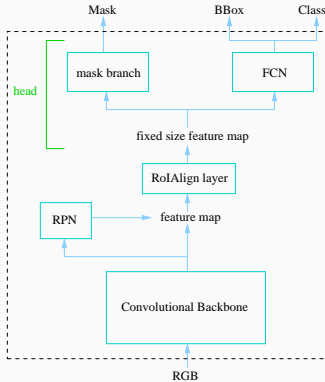 Mask
BBox
Class
mask branch
FCN
head
fixed size feature map
RoIAlign layer
RPN
feature map
Convolutional Backbone
RGB